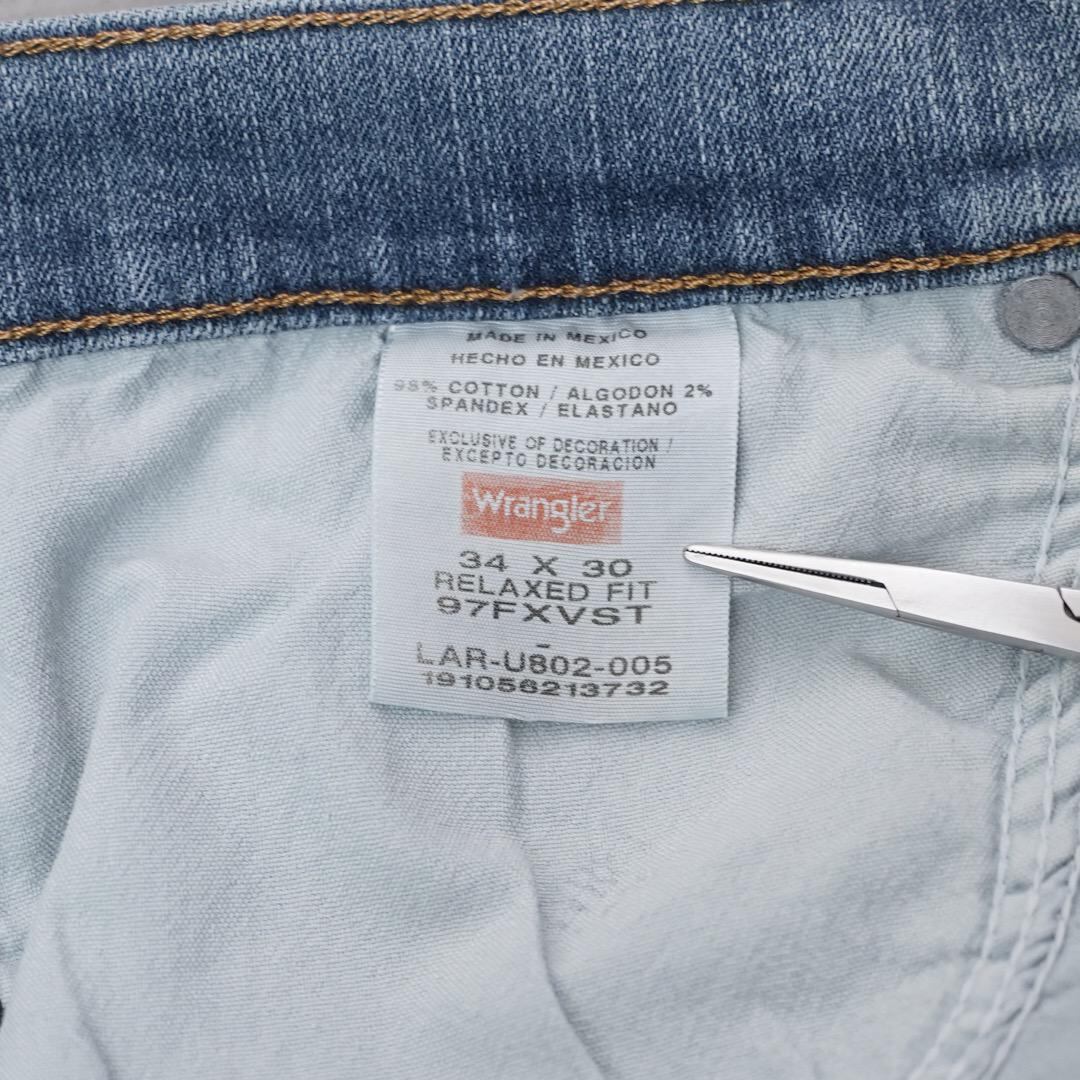 MADE IN MEXICO
HECHO EN MEXICO
98% COTTON / ALGODON 2%
SPANDEX / ELASTANO
EXCLUSIVE OF DECORATION /
EXCEPTO DECORACION
Wrangler
34 X 30
RELAXED FIT
97FXVST
-
LAR-U802-005
191056213732